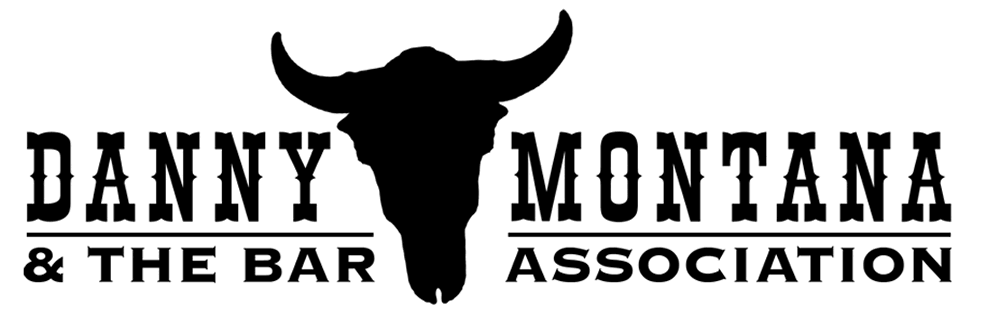 DANNY MONTANA
& THE BAR ASSOCIATION